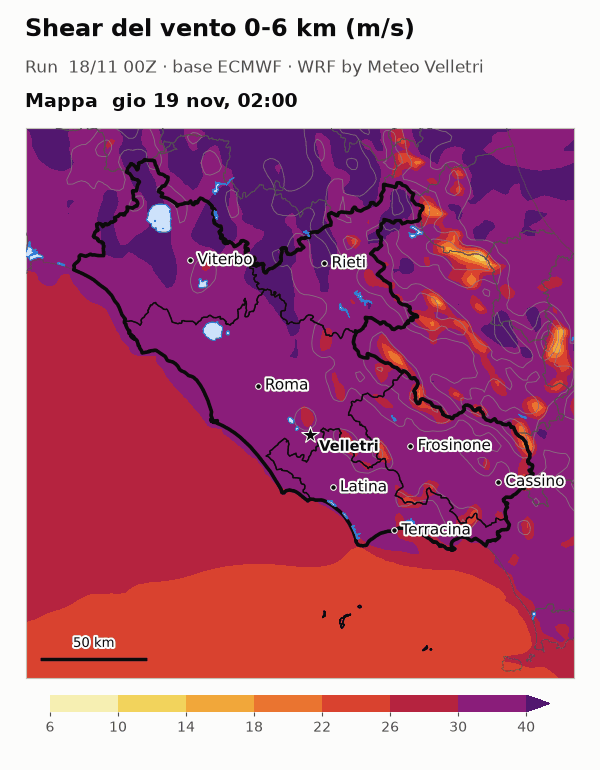 Shear del vento 0-6 km (m/s)
Run  18/11 00Z · base ECMWF · WRF by Meteo Velletri
Mappa  gio 19 nov, 02:00
Viterbo
Rieti
Roma
Velletri
Frosinone
Latina
Cassino
Terracina
50 km
6 10 14 18 22 26 30 40